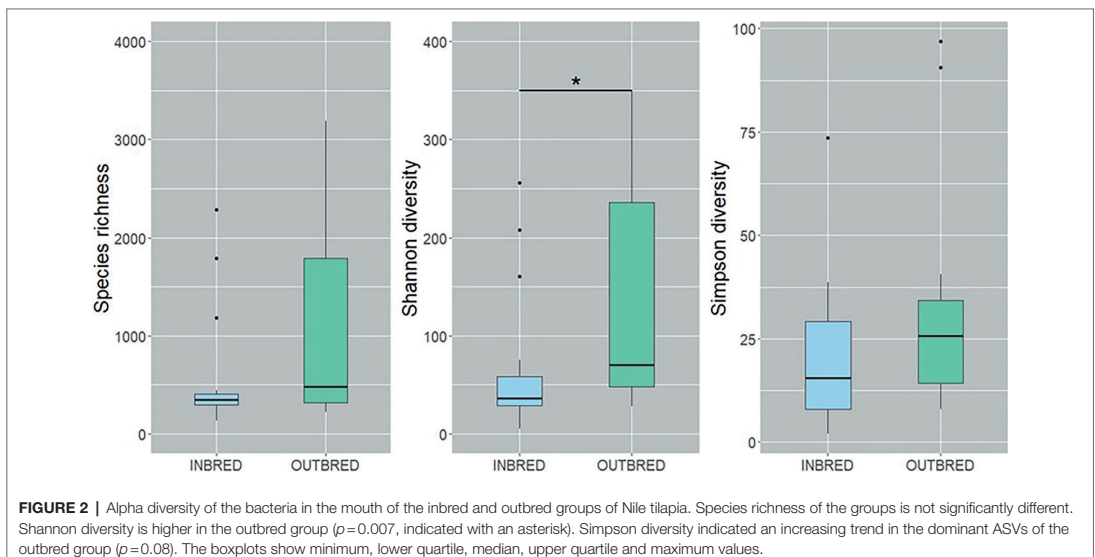 Species richness
4000
3000
2000
1000
0
INBRED OUTBRED
Shannon diversity
400
300
200
100
0
*
INBRED OUTBRED
Simpson diversity
100
75
50
25
0
INBRED OUTBRED
FIGURE 2 | Alpha diversity of the bacteria in the mouth of the inbred and outbred groups of Nile tilapia. Species richness of the groups is not significantly different.
Shannon diversity is higher in the outbred group (p=0.007, indicated with an asterisk). Simpson diversity indicated an increasing trend in the dominant ASVs of the
outbred group (p=0.08). The boxplots show minimum, lower quartile, median, upper quartile and maximum values.